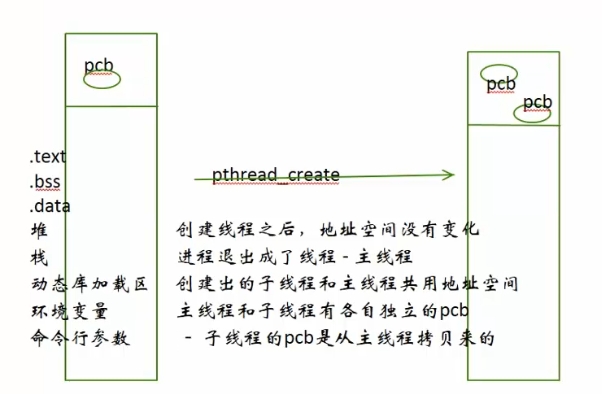 pcb
pcb
pcb
.text
pthread_create
.bss
.data
堆
创建线程之后，地址空间没有变化
栈
进程退出成了线程-主线程
动态库加载区
创建出的子线程和主线程共用地址空间
环境变量
主线程和子线程有各自独立的pcb
命令行参数
- 子线程的pcb是从主线程拷贝来的